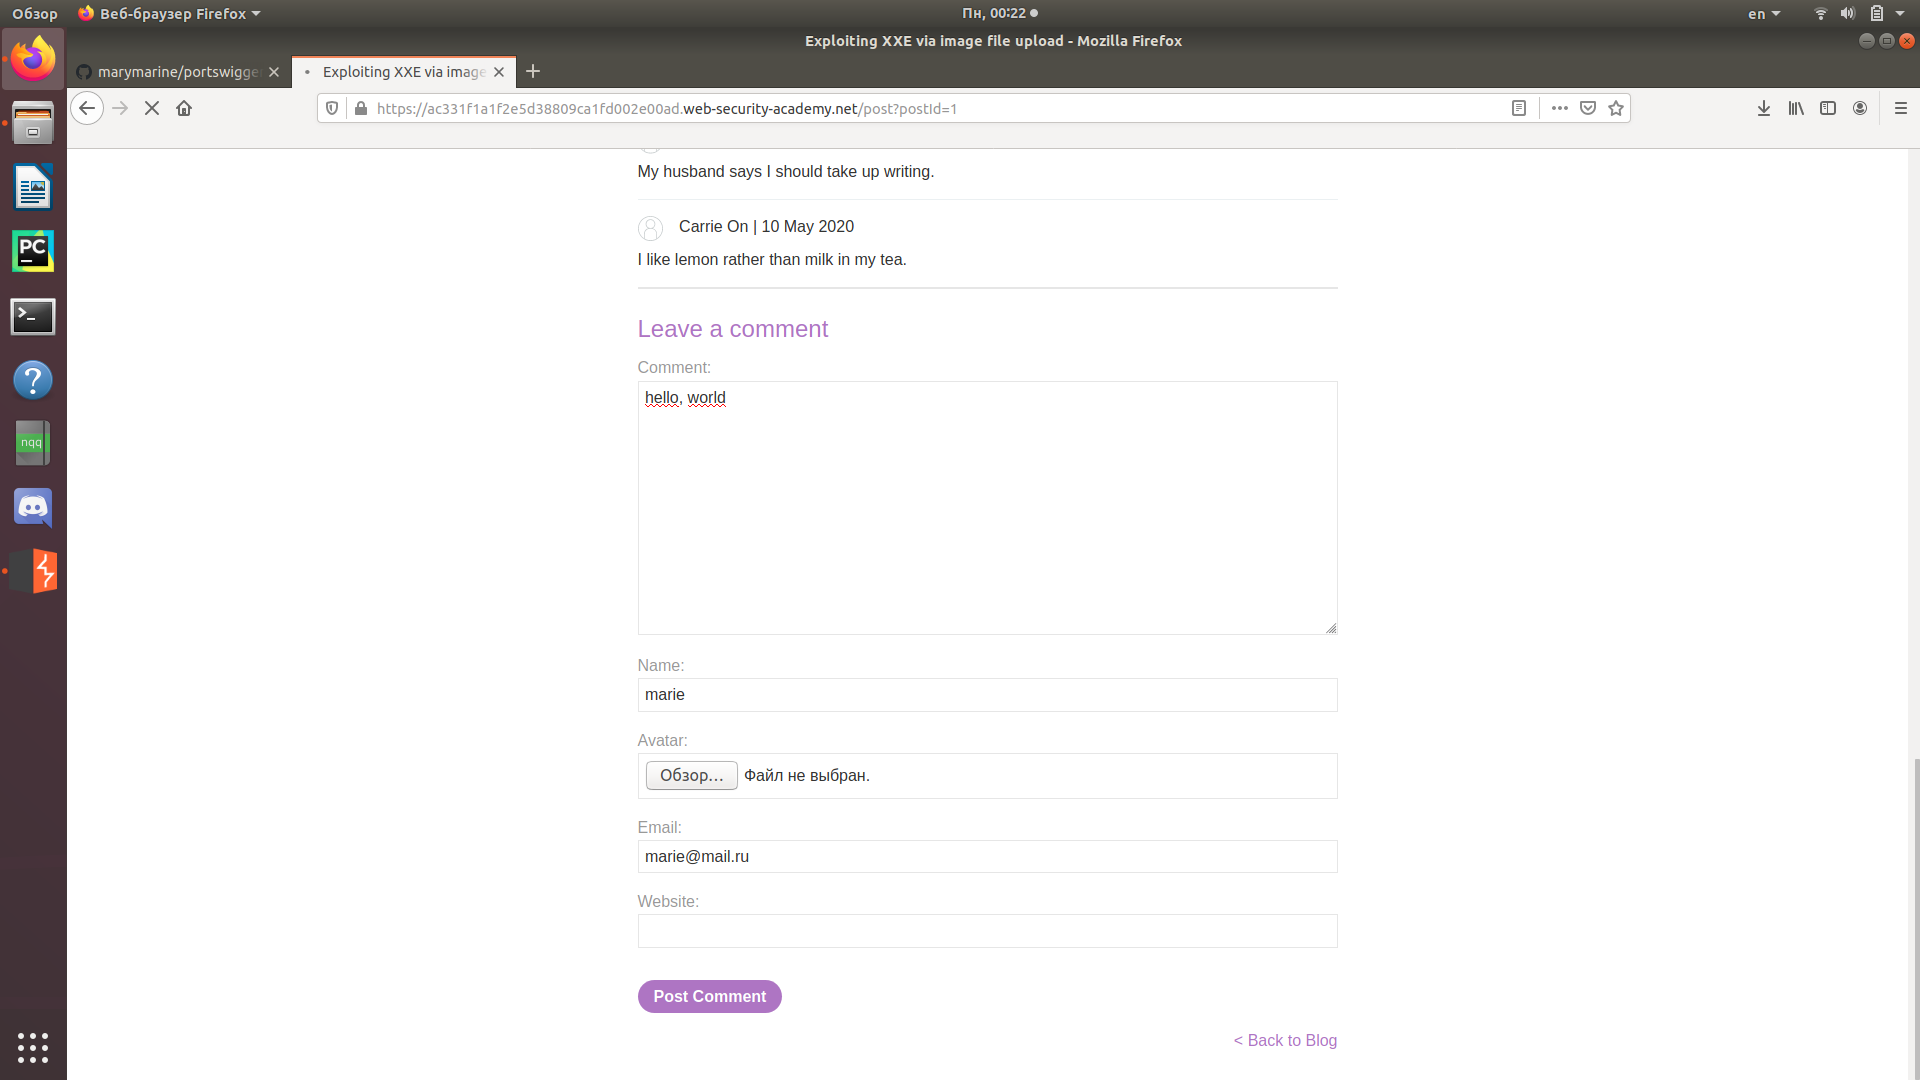 Обзор Веб-браузер Firefox Пн, 00:22 en
Exploiting XXE via image file upload - Mozilla Firefox
marymarine/portswigge Exploiting XXE via image
https://ac331f1a1f2e5d38809ca1fd002e00ad.web-security-academy.net/post?postId=1
My husband says I should take up writing.
Carrie On | 10 May 2020
I like lemon rather than milk in my tea.
Leave a comment
Comment:
hello, world
Name:
marie
Avatar:
Обзор... Файл не выбран.
Email:
marie@mail.ru
Website:
Post Comment
< Back to Blog
PC
nqq